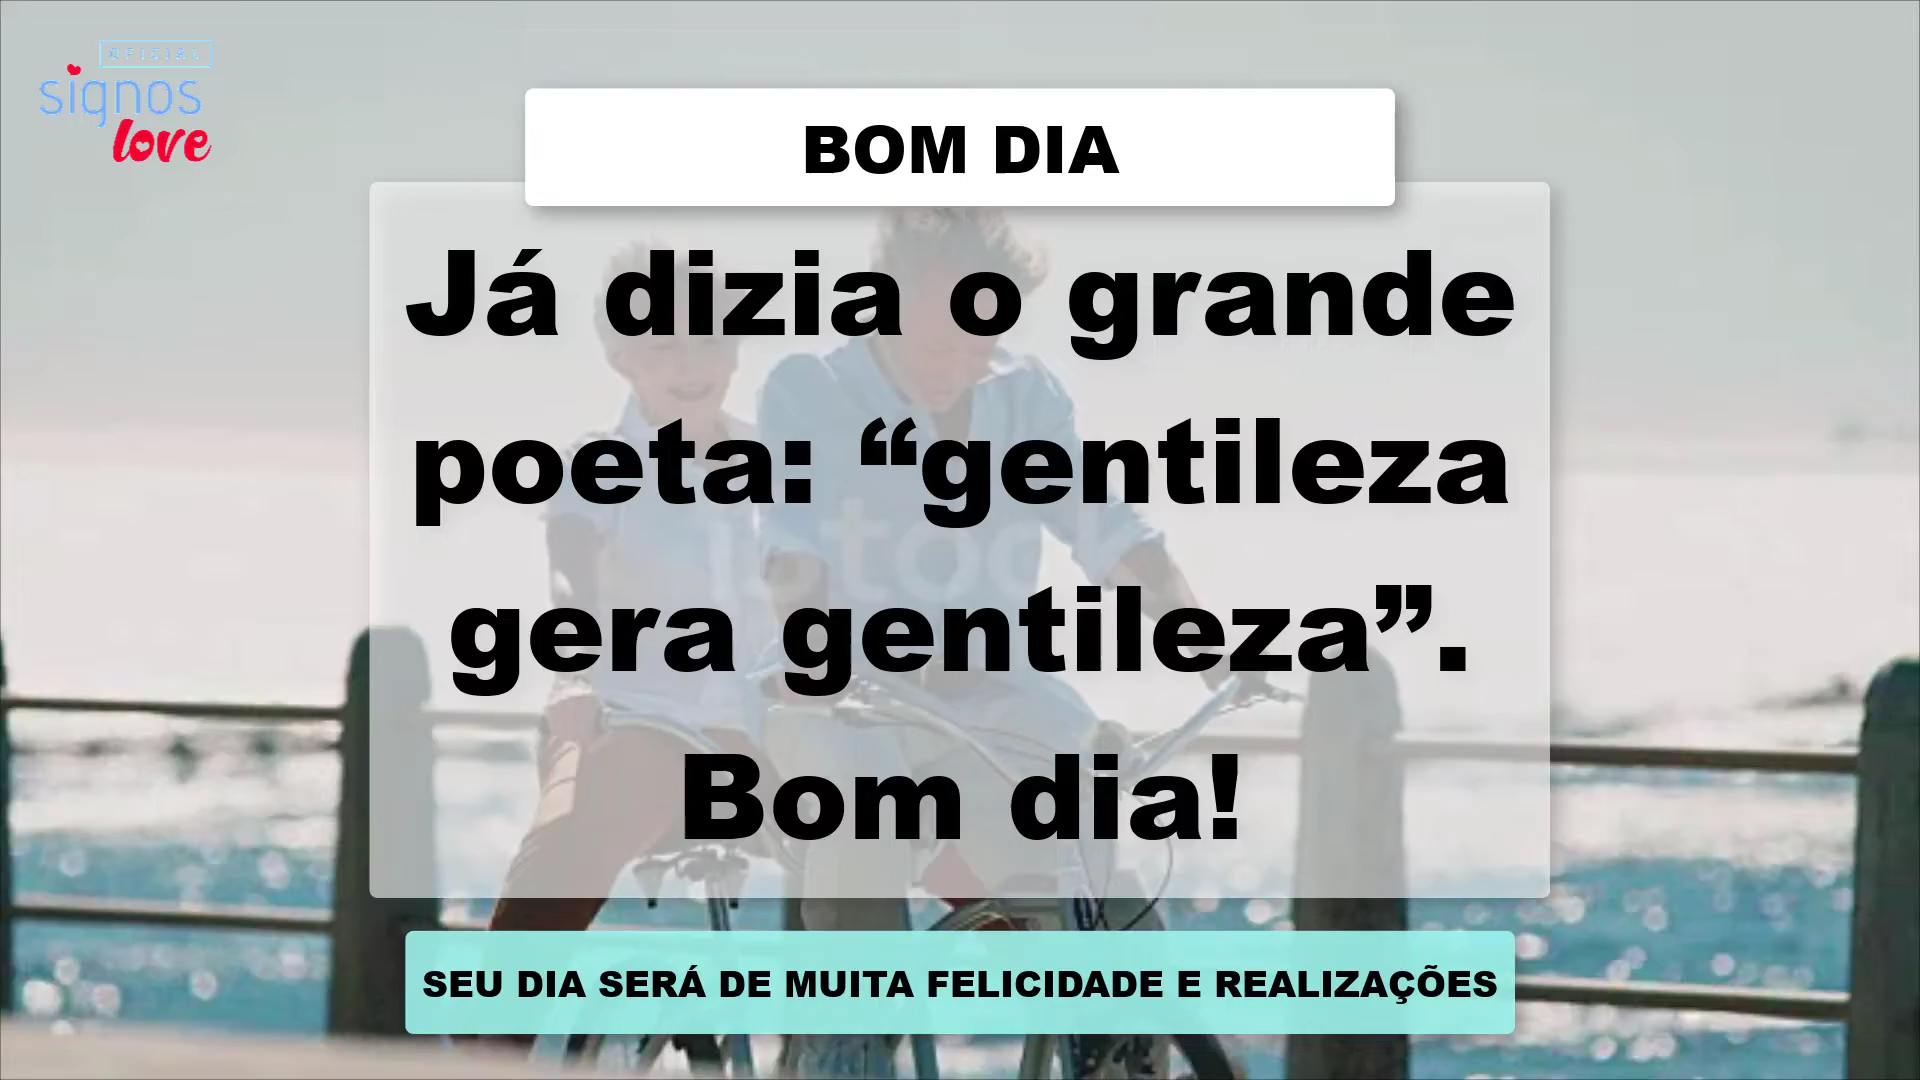 OFICIAL
signos
love
BOM DIA
Já dizia o grande
poeta: “gentileza
gera gentileza”.
Bom dia!
SEU DIA SERÁ DE MUITA FELICIDADE E REALIZAÇÕES